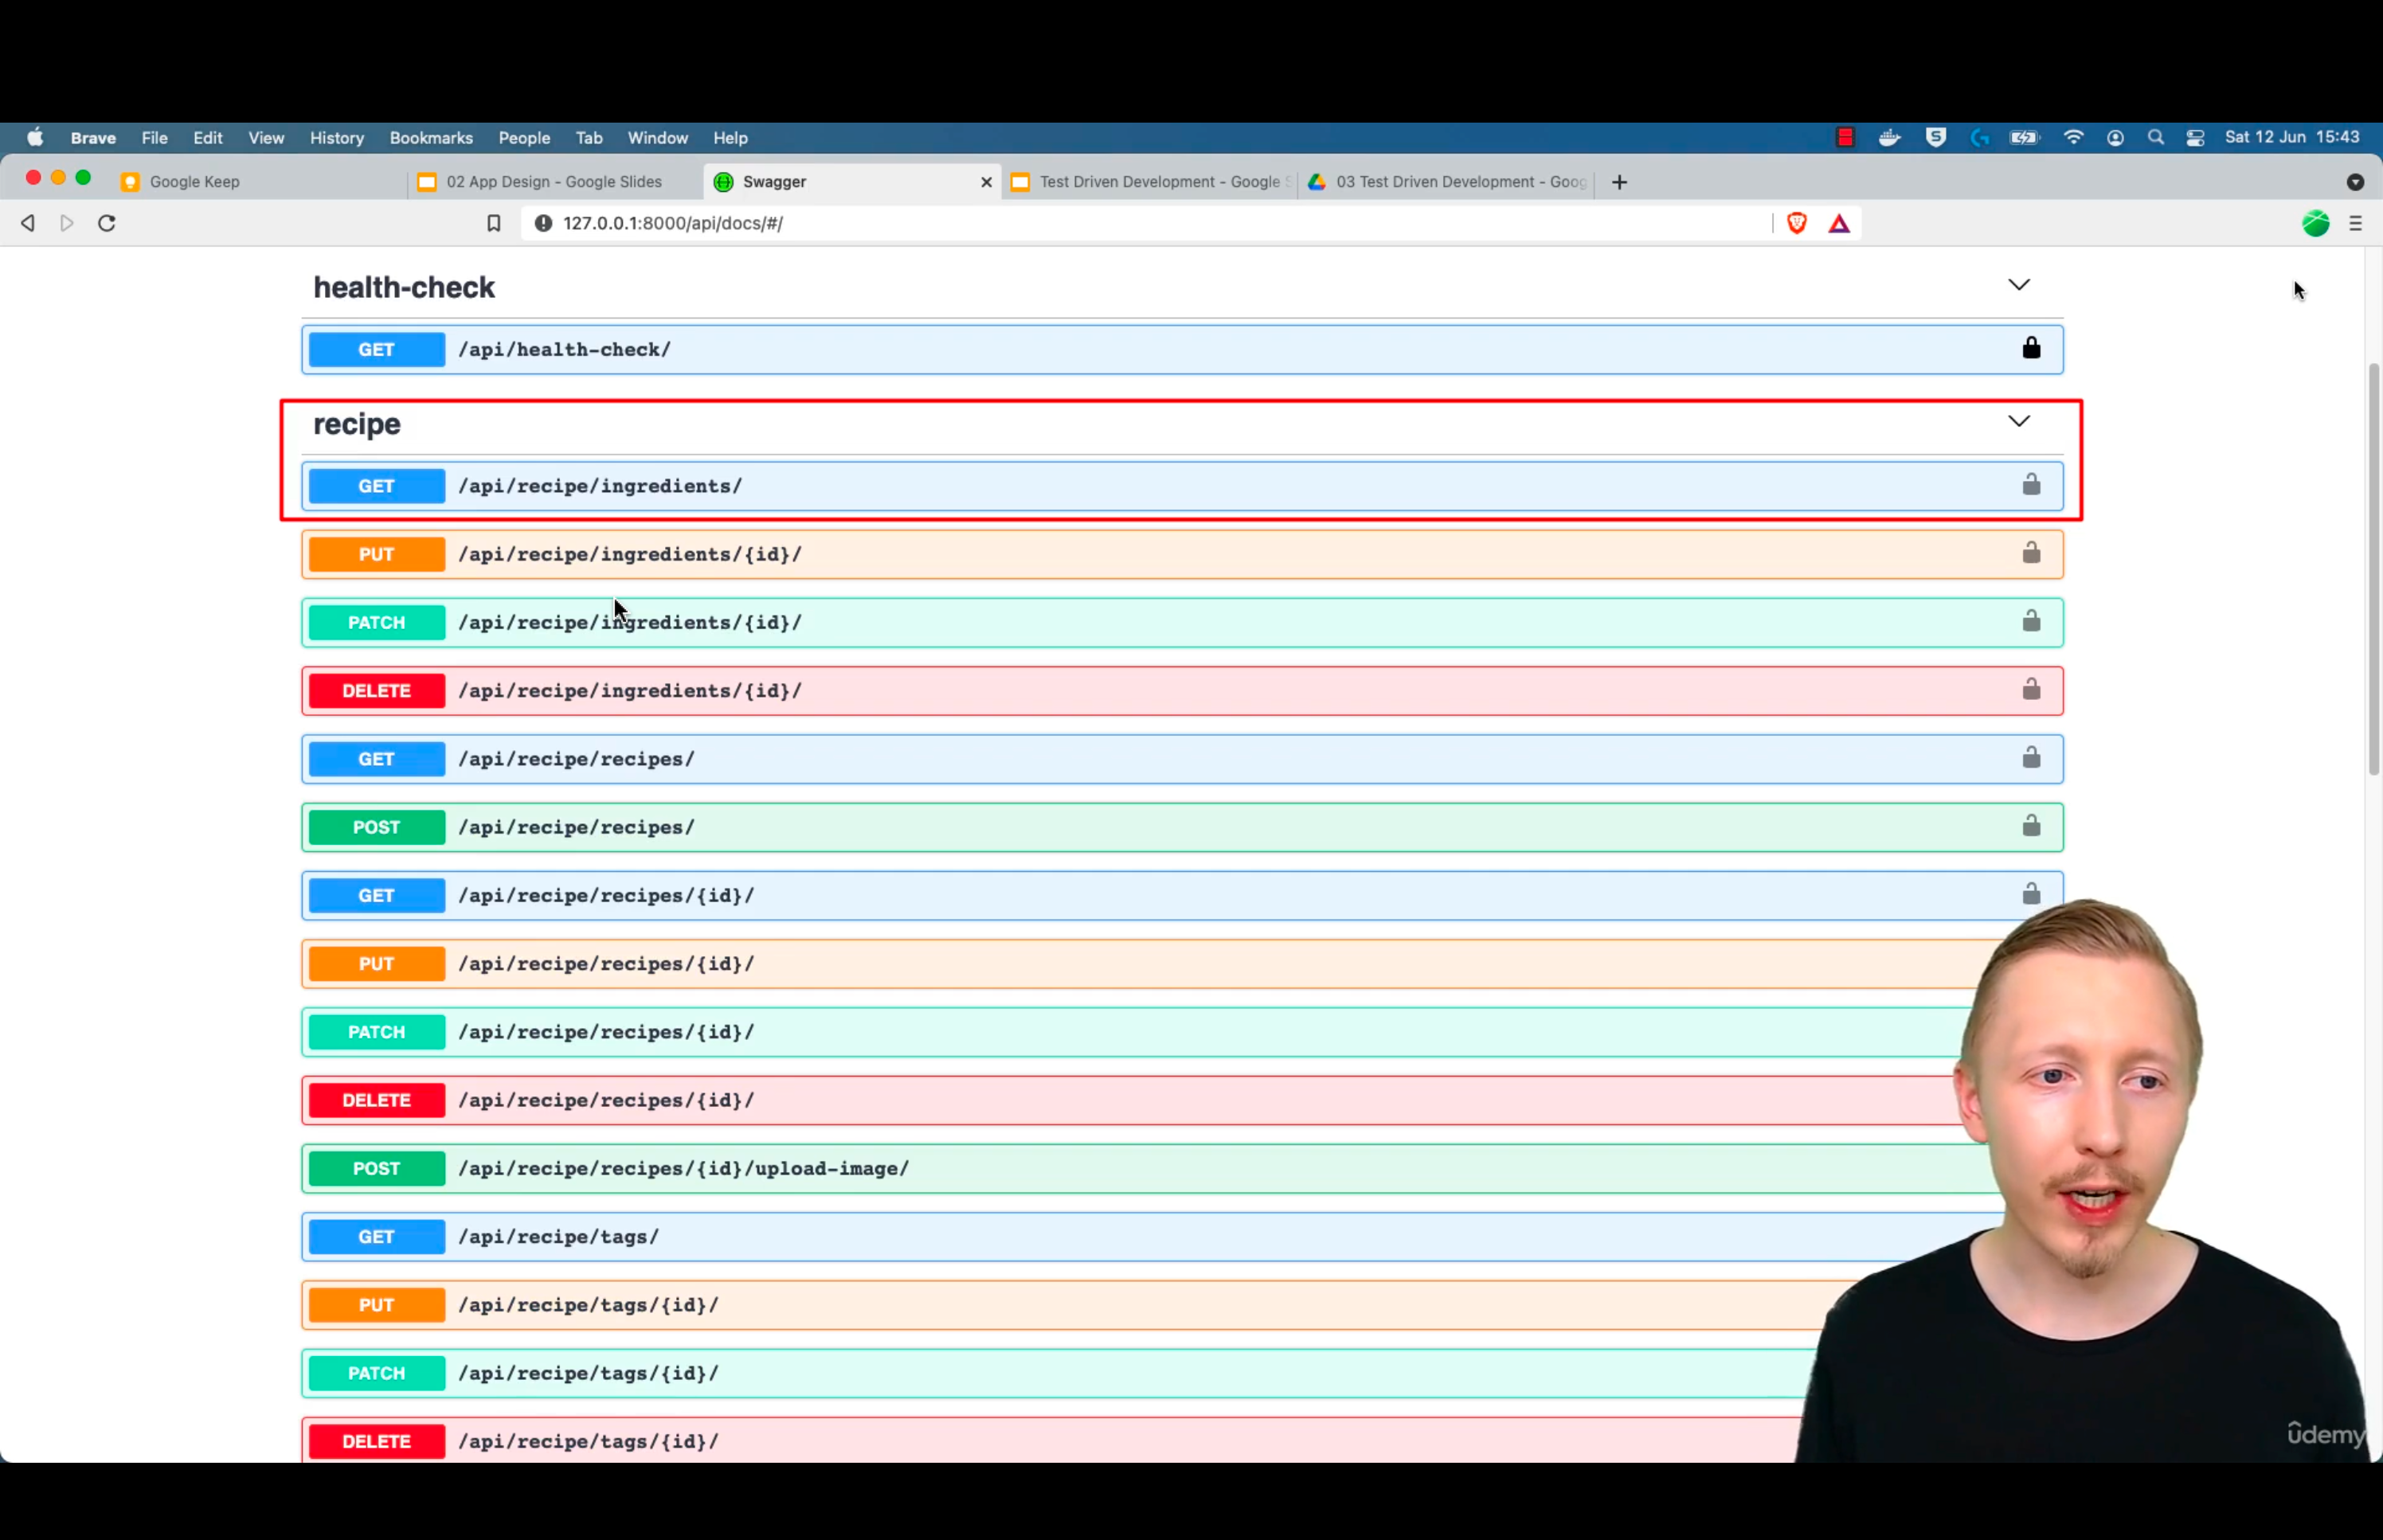 Brave File Edit View History Bookmarks People Tab Window Help Sat 12 Jun 15:43
Google Keep 02 App Design - Google Slides Swagger Test Driven Development - Google 03 Test Driven Development - Goog
127.0.0.1:8000/api/docs/#/
health-check
GET /api/health-check/
recipe
GET /api/recipe/ingredients/
PUT /api/recipe/ingredients/{id}/
PATCH /api/recipe/ingredients/{id}/
DELETE /api/recipe/ingredients/{id}/
GET /api/recipe/recipes/
POST /api/recipe/recipes/
GET /api/recipe/recipes/{id}/
PUT /api/recipe/recipes/{id}/
PATCH /api/recipe/recipes/{id}/
DELETE /api/recipe/recipes/{id}/
POST /api/recipe/recipes/{id}/upload-image/
GET /api/recipe/tags/
PUT /api/recipe/tags/{id}/
PATCH /api/recipe/tags/{id}/
DELETE /api/recipe/tags/{id}/
ûdemy